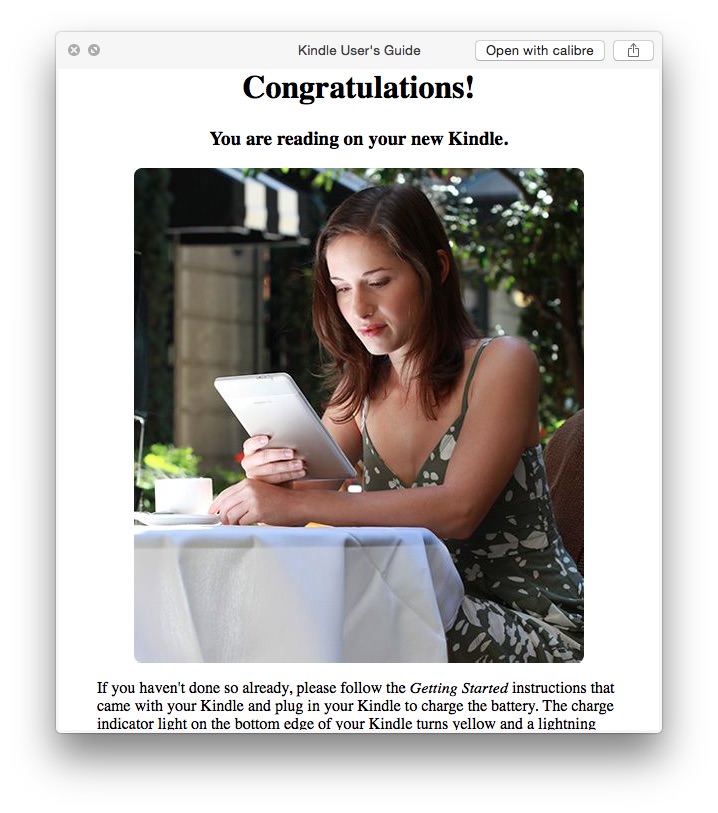 Kindle User's Guide
Open with calibre
Congratulations!
You are reading on your new Kindle.
If you haven't done so already, please follow the Getting Started instructions that
came with your Kindle and plug in your Kindle to charge the battery. The charge
indicator light on the bottom edge of your Kindle turns yellow and a lightning